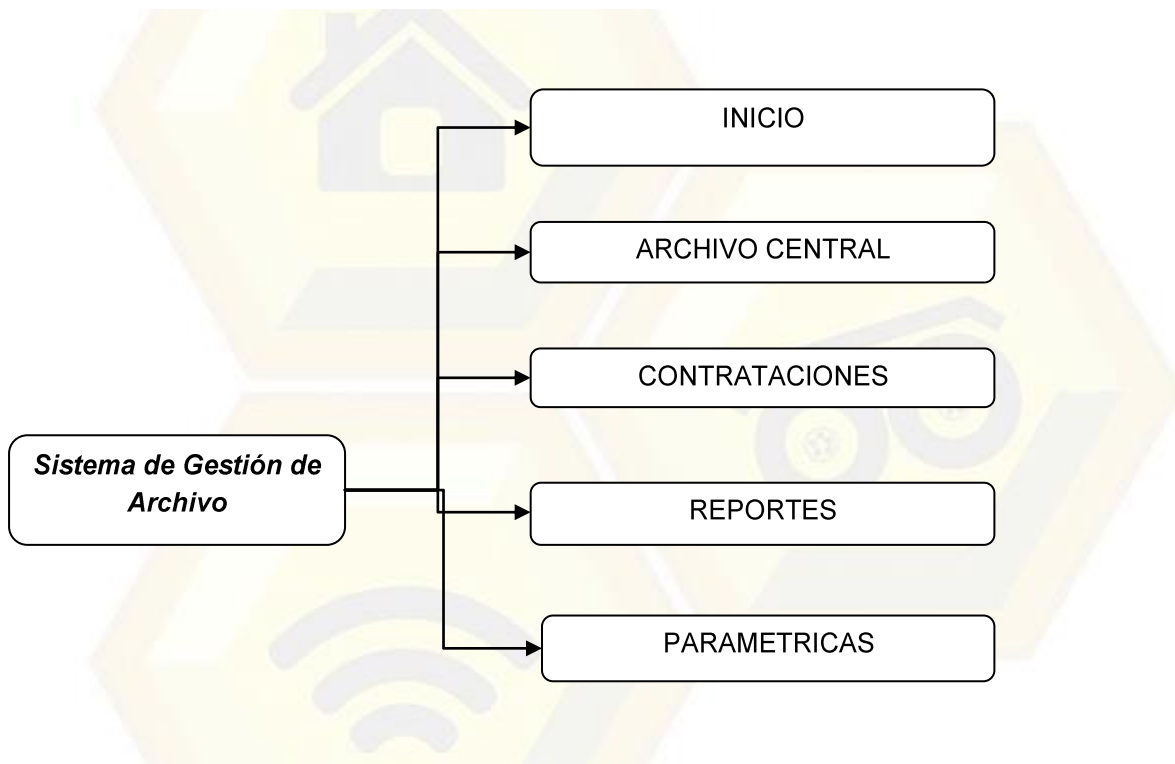 INICIO
ARCHIVO CENTRAL
CONTRATACIONES
Sistema de Gestión de
Archivo
REPORTES
PARAMETRICAS